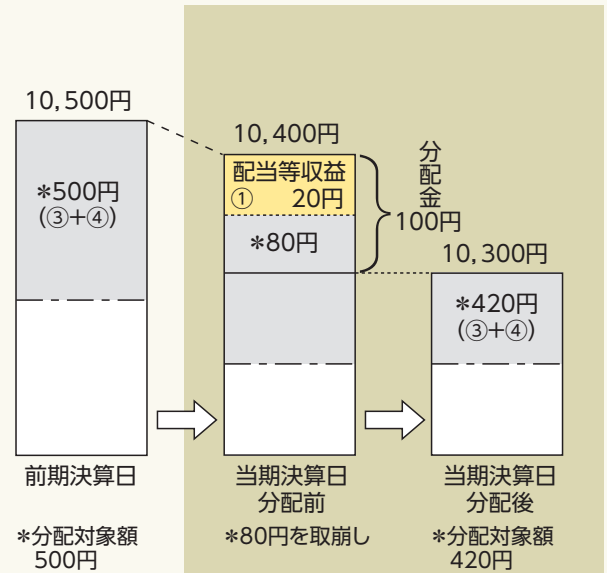 10,500円
*500円
(③+④)
前期決算日
*分配対象額
500円
10,400円
配当等収益
① 20円
*80円
分配金
100円
当期決算日
分配前
*80円を取崩し
10,300円
*420円
(③+④)
当期決算日
分配後
*分配対象額
420円